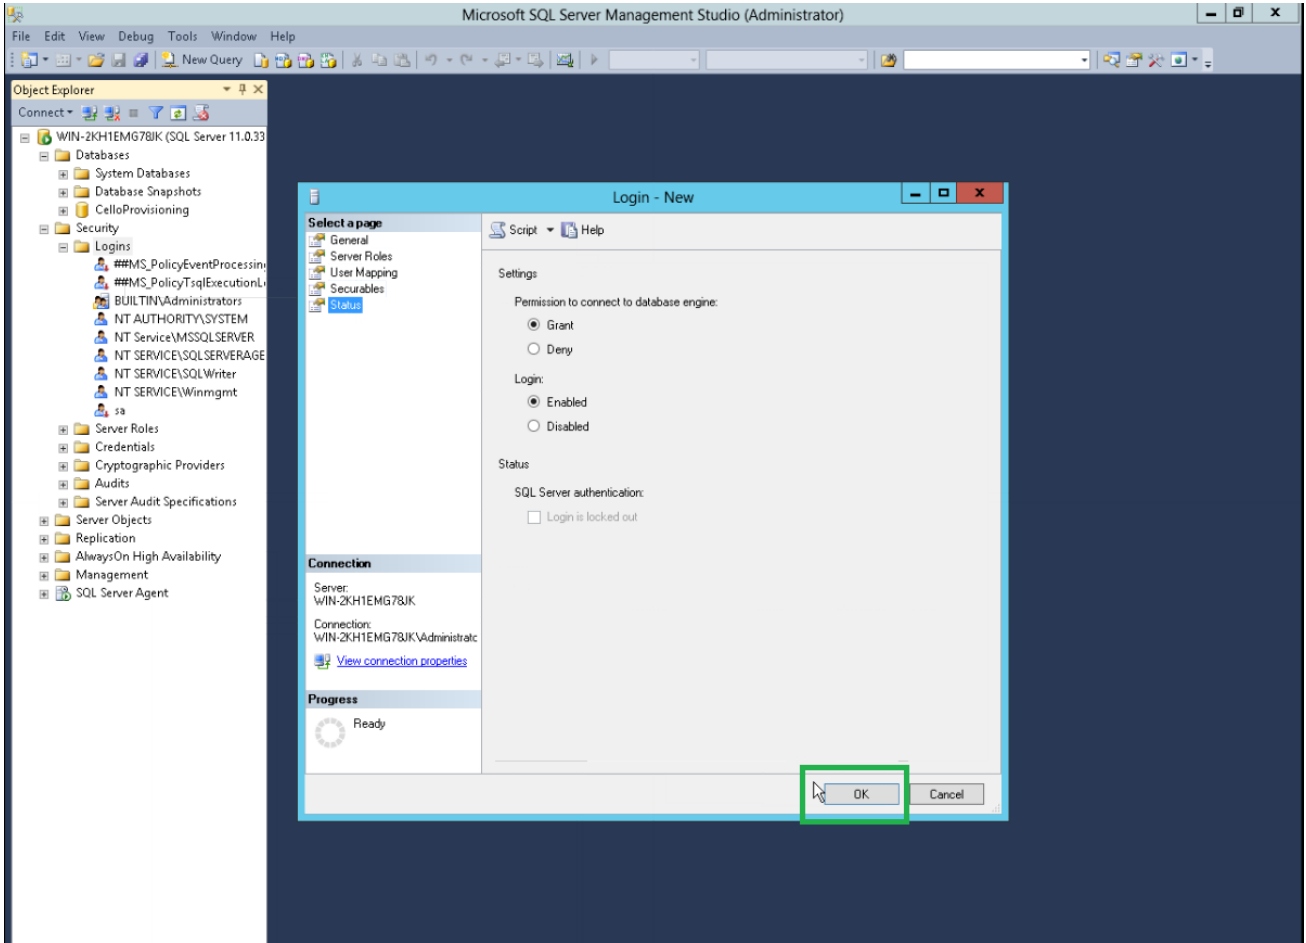 Microsoft SQL Server Management Studio (Administrator)
File Edit View Debug Tools Window Help
New Query
Object Explorer
Connect
WIN-2KH1EMG78JK (SQL Server 11.0.33
Databases
System Databases
Database Snapshots
CelloProvisioning
Security
Logins
##MS_PolicyEventProcessing
##MS_PolicyTsqlExecutionL
BUILTIN\Administrators
NT AUTHORITY\SYSTEM
NT Service\MSSQLSERVER
NT SERVICE\SQLSERVERAGE
NT SERVICE\SQLWriter
NT SERVICE\Winmgmt
sa
Server Roles
Credentials
Cryptographic Providers
Audits
Server Audit Specifications
Server Objects
Replication
AlwaysOn High Availability
Management
SQL Server Agent
Login - New
Select a page
General
Server Roles
User Mapping
Securables
Status
Connection
Server:
WIN-2KH1EMG78JK
Connection:
WIN-2KH1EMG78JK\Administratc
View connection properties
Progress
Ready
Script Help
Settings
Permission to connect to database engine:
Grant
Deny
Login:
Enabled
Disabled
Status
SQL Server authentication:
Login is locked out
OK Cancel